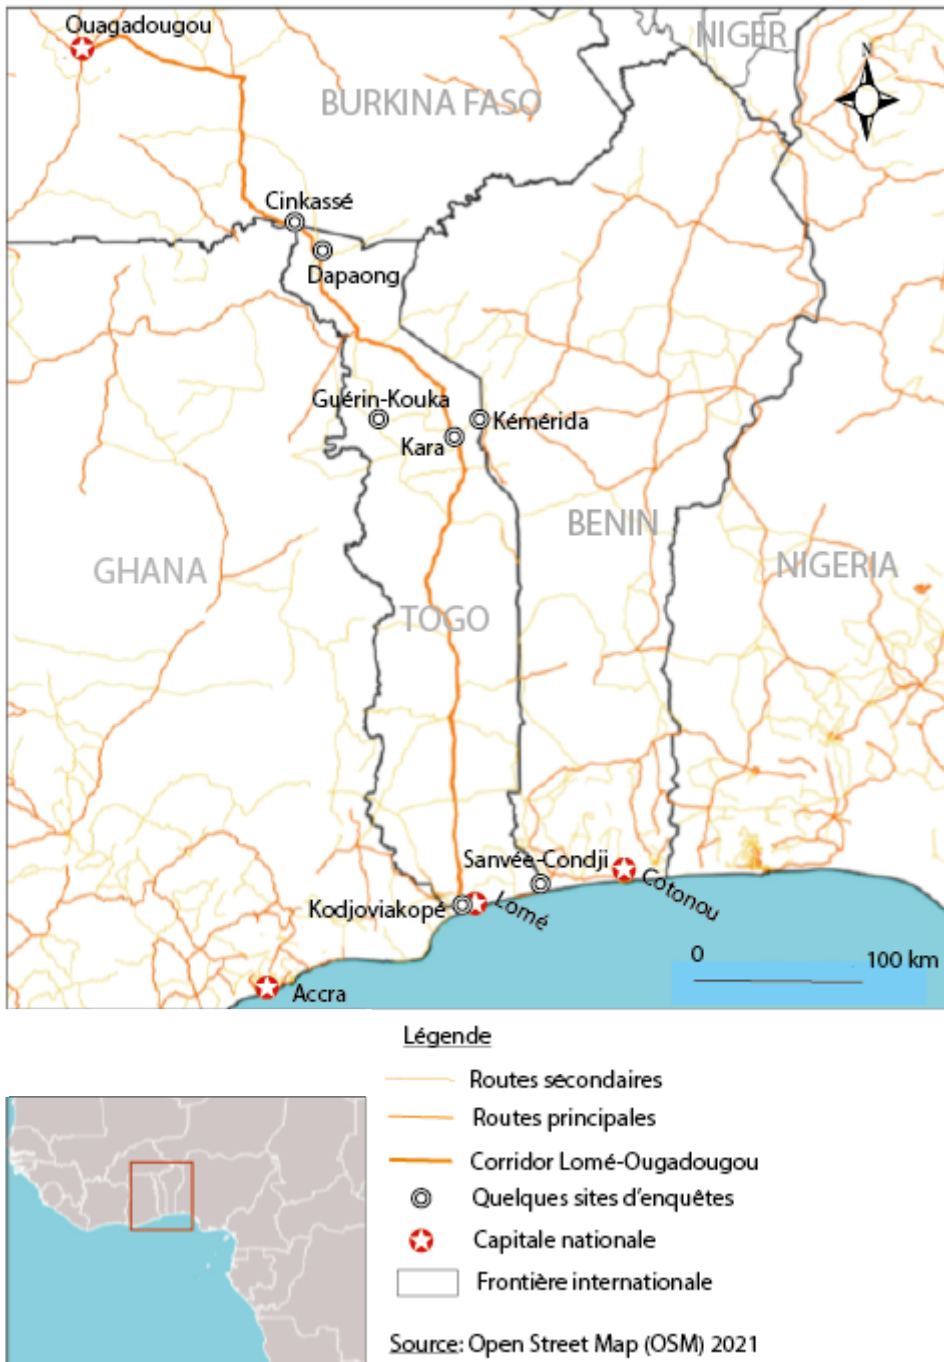 Ouagadougou
NIGER
N
BURKINA FASO
Cinkassé
Dapaong
Guérin-Kouka
Kémérida
Kara
BENIN
GHANA
NIGERIA
TOGO
Sanvée-Condji
Cotonou
Kodjoviakopé
Lomé
0
100 km
Accra
Légende
Routes sécondaires
Routes principales
Corridor Lomé-Ougadougou
Quelques sites d'enquêtes
Capitale nationale
Frontière internationale
Source: Open Street Map (OSM) 2021